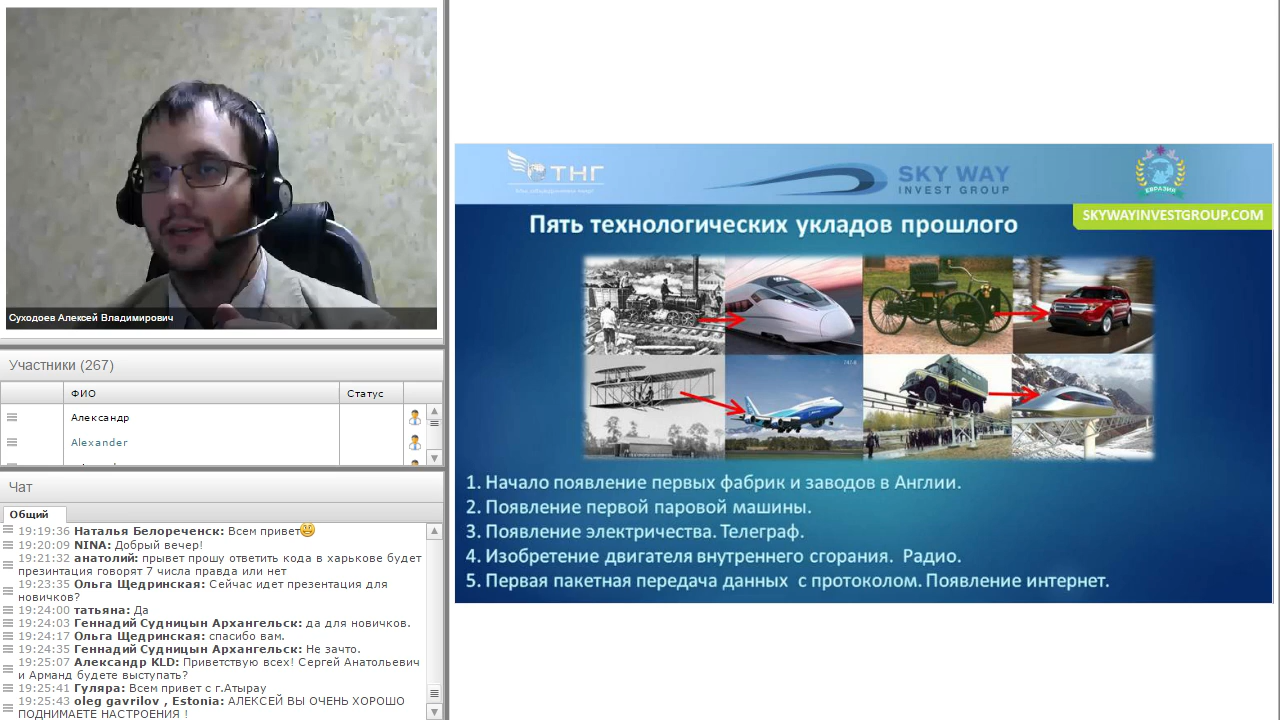 Суходоев Алексей Владимирович
Участники (267)
ФИО
Статус
Александр
Alexander
Чат
Общий
19:19:36 Наталья Белореченск: Всем привет
19:20:09 NINA: Добрый вечер!
19:21:32 анатолий: прывет прошу ответить кода в харькове будет
презинтация говорят 7 числа правда или нет
19:23:35 Ольга Щедринская: Сейчас идет презентация для
новичков?
19:24:00 татьяна: Да
19:24:03 Геннадий Судницын Архангельск: да для новичков.
19:24:17 Ольга Щедринская: спасибо вам.
19:24:35 Геннадий Судницын Архангельск: Не зачто.
19:25:07 Александр KLD: Приветствую всех! Сергей Анатольевич
и Арманд будете выступать?
19:25:41 Гуляра: Всем привет с г.Атырау
19:25:43 oleg gavrilov , Estonia: АЛЕКСЕЙ ВЫ ОЧЕНЬ ХОРОШО
ПОДНИМАЕТЕ НАСТРОЕНИЯ !
ТНГ
SKY WAY
INVEST GROUP
ЕВРАЗИЯ
SKYWAYINVESTGROUP.COM
Пять технологических укладов прошлого
1. Начало появление первых фабрик и заводов в Англии.
2. Появление первой паровой машины.
3. Появление электричества. Телеграф.
4. Изобретение двигателя внутреннего сгорания. Радио.
5. Первая пакетная передача данных с протоколом. Появление интернет.